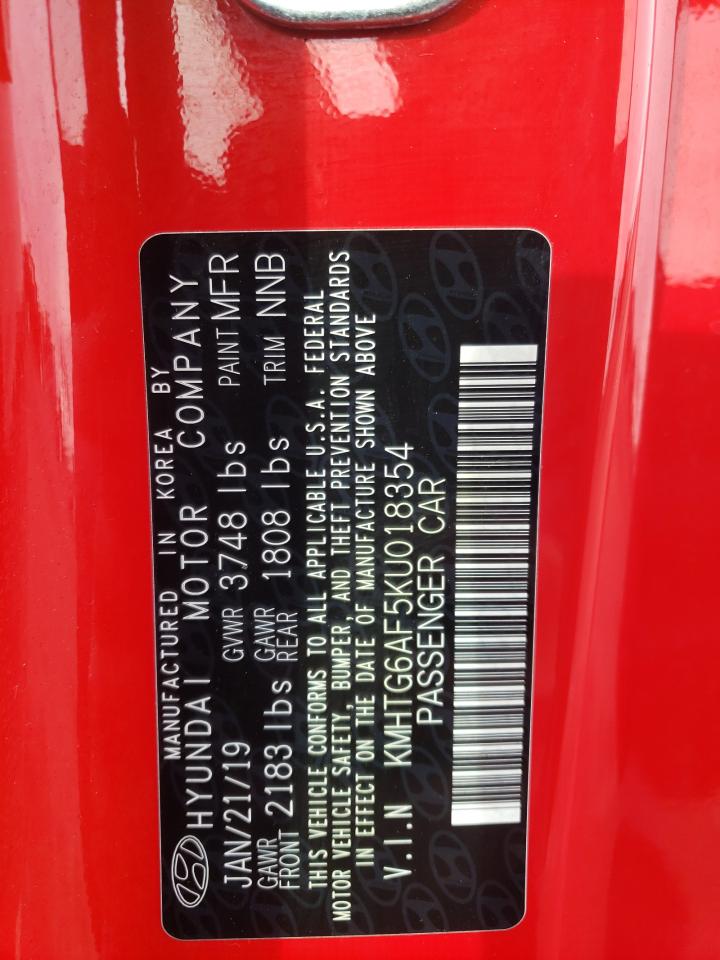 MANUFACTURED IN KOREA BY
HYUNDAI MOTOR COMPANY
JAN/21/19 GVWR 3748 lbs PAINT MFR
GAWR FRONT 2183 lbs GAWR REAR 1808 lbs TRIM NNB
THIS VEHICLE CONFORMS TO ALL APPLICABLE U.S.A. FEDERAL
MOTOR VEHICLE SAFETY, BUMPER, AND THEFT PREVENTION STANDARDS
IN EFFECT ON THE DATE OF MANUFACTURE SHOWN ABOVE
V.I.N KMHTG6AF5KU018354
PASSENGER CAR